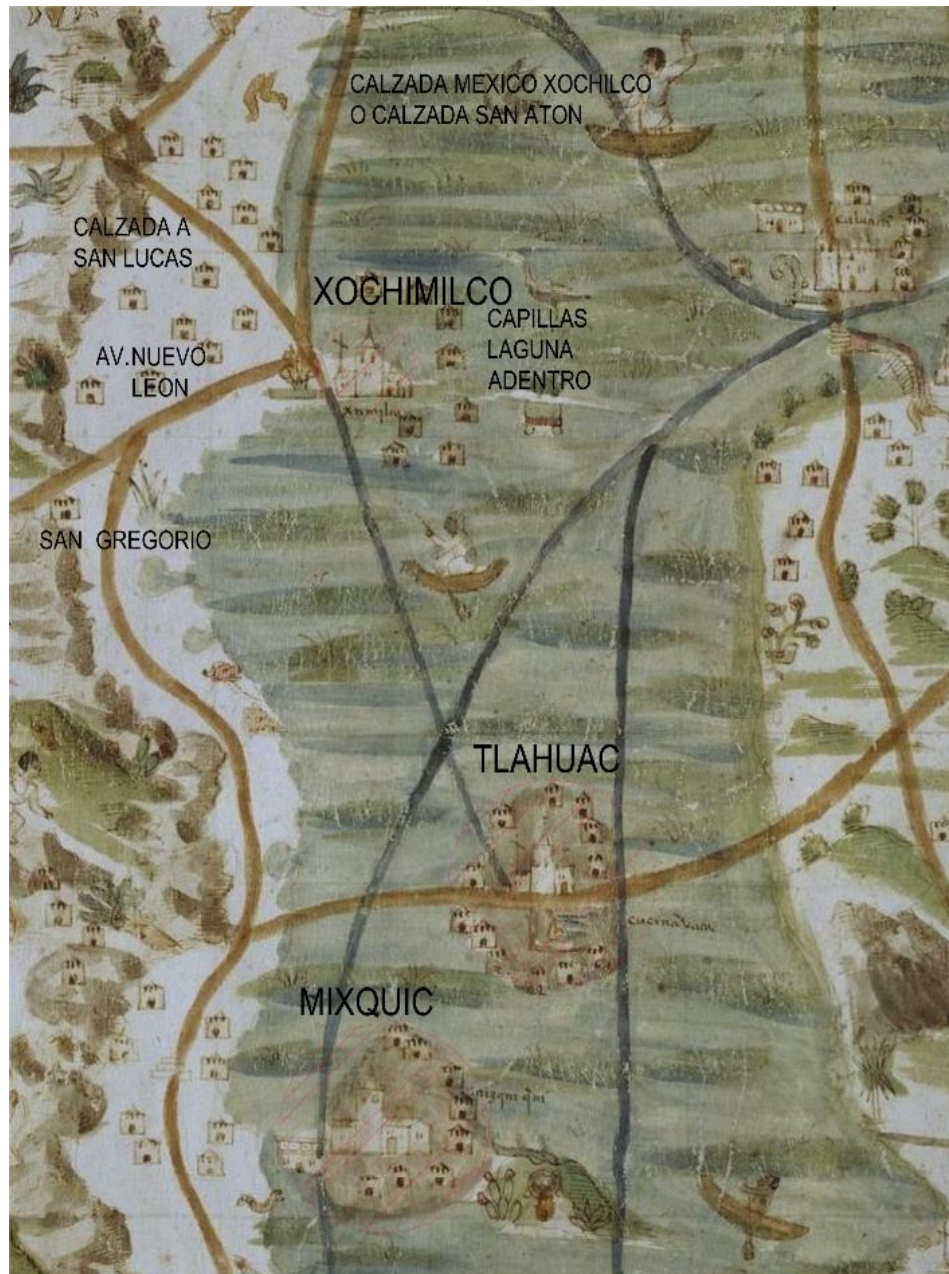 CALZADA MEXICO XOCHILCO
O CALZADA SAN ATON
CALZADA A
SAN LUCAS
XOCHIMILCO
CAPILLAS
LAGUNA
ADENTRO
AV.NUEVO
LEON
SAN GREGORIO
TLAHUAC
MIXQUIC